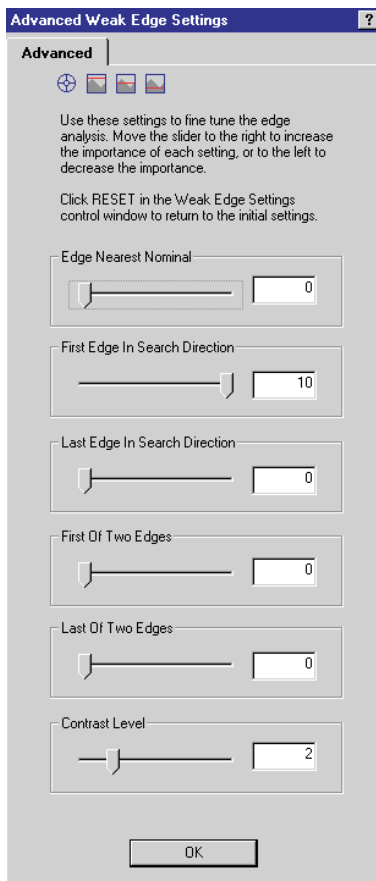 Advanced Weak Edge Settings ?
Advanced
Use these settings to fine tune the edge
analysis. Move the slider to the right to increase
the importance of each setting, or to the left to
decrease the importance.
Click RESET in the Weak Edge Settings
control window to return to the initial settings.
Edge Nearest Nominal
0
First Edge In Search Direction
10
Last Edge In Search Direction
0
First Of Two Edges
0
Last Of Two Edges
0
Contrast Level
2
OK